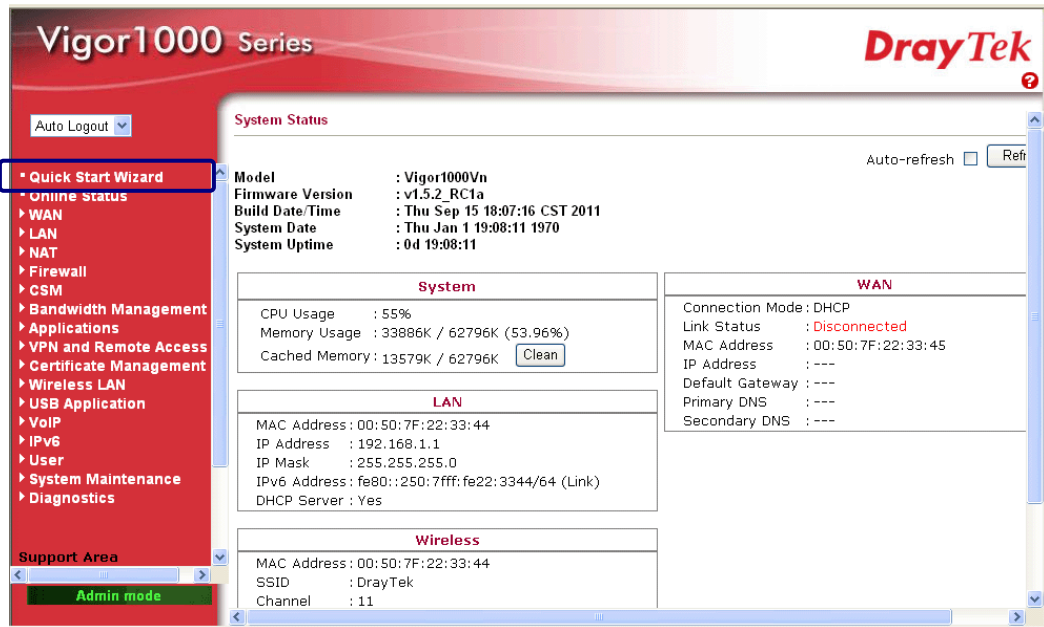 Vigor1000 Series
DrayTek
Auto Logout
Quick Start Wizard
Online Status
WAN
LAN
NAT
Firewall
CSM
Bandwidth Management
Applications
VPN and Remote Access
Certificate Management
Wireless LAN
USB Application
VoIP
IPv6
User
System Maintenance
Diagnostics
Support Area
Admin mode
System Status
Auto-refresh Refr
Model : Vigor1000Vn
Firmware Version : v1.5.2_RC1a
Build Date/Time : Thu Sep 15 18:07:16 CST 2011
System Date : Thu Jan 1 19:08:11 1970
System Uptime : 0d 19:08:11
System
CPU Usage : 55%
Memory Usage : 33886K / 62796K (53.96%)
Cached Memory : 13579K / 62796K Clean
LAN
MAC Address : 00:50:7F:22:33:44
IP Address : 192.168.1.1
IP Mask : 255.255.255.0
IPv6 Address : fe80::250:7fff:fe22:3344/64 (Link)
DHCP Server : Yes
Wireless
MAC Address : 00:50:7F:22:33:44
SSID : DrayTek
Channel : 11
WAN
Connection Mode : DHCP
Link Status : Disconnected
MAC Address : 00:50:7F:22:33:45
IP Address : ---
Default Gateway : ---
Primary DNS : ---
Secondary DNS : ---